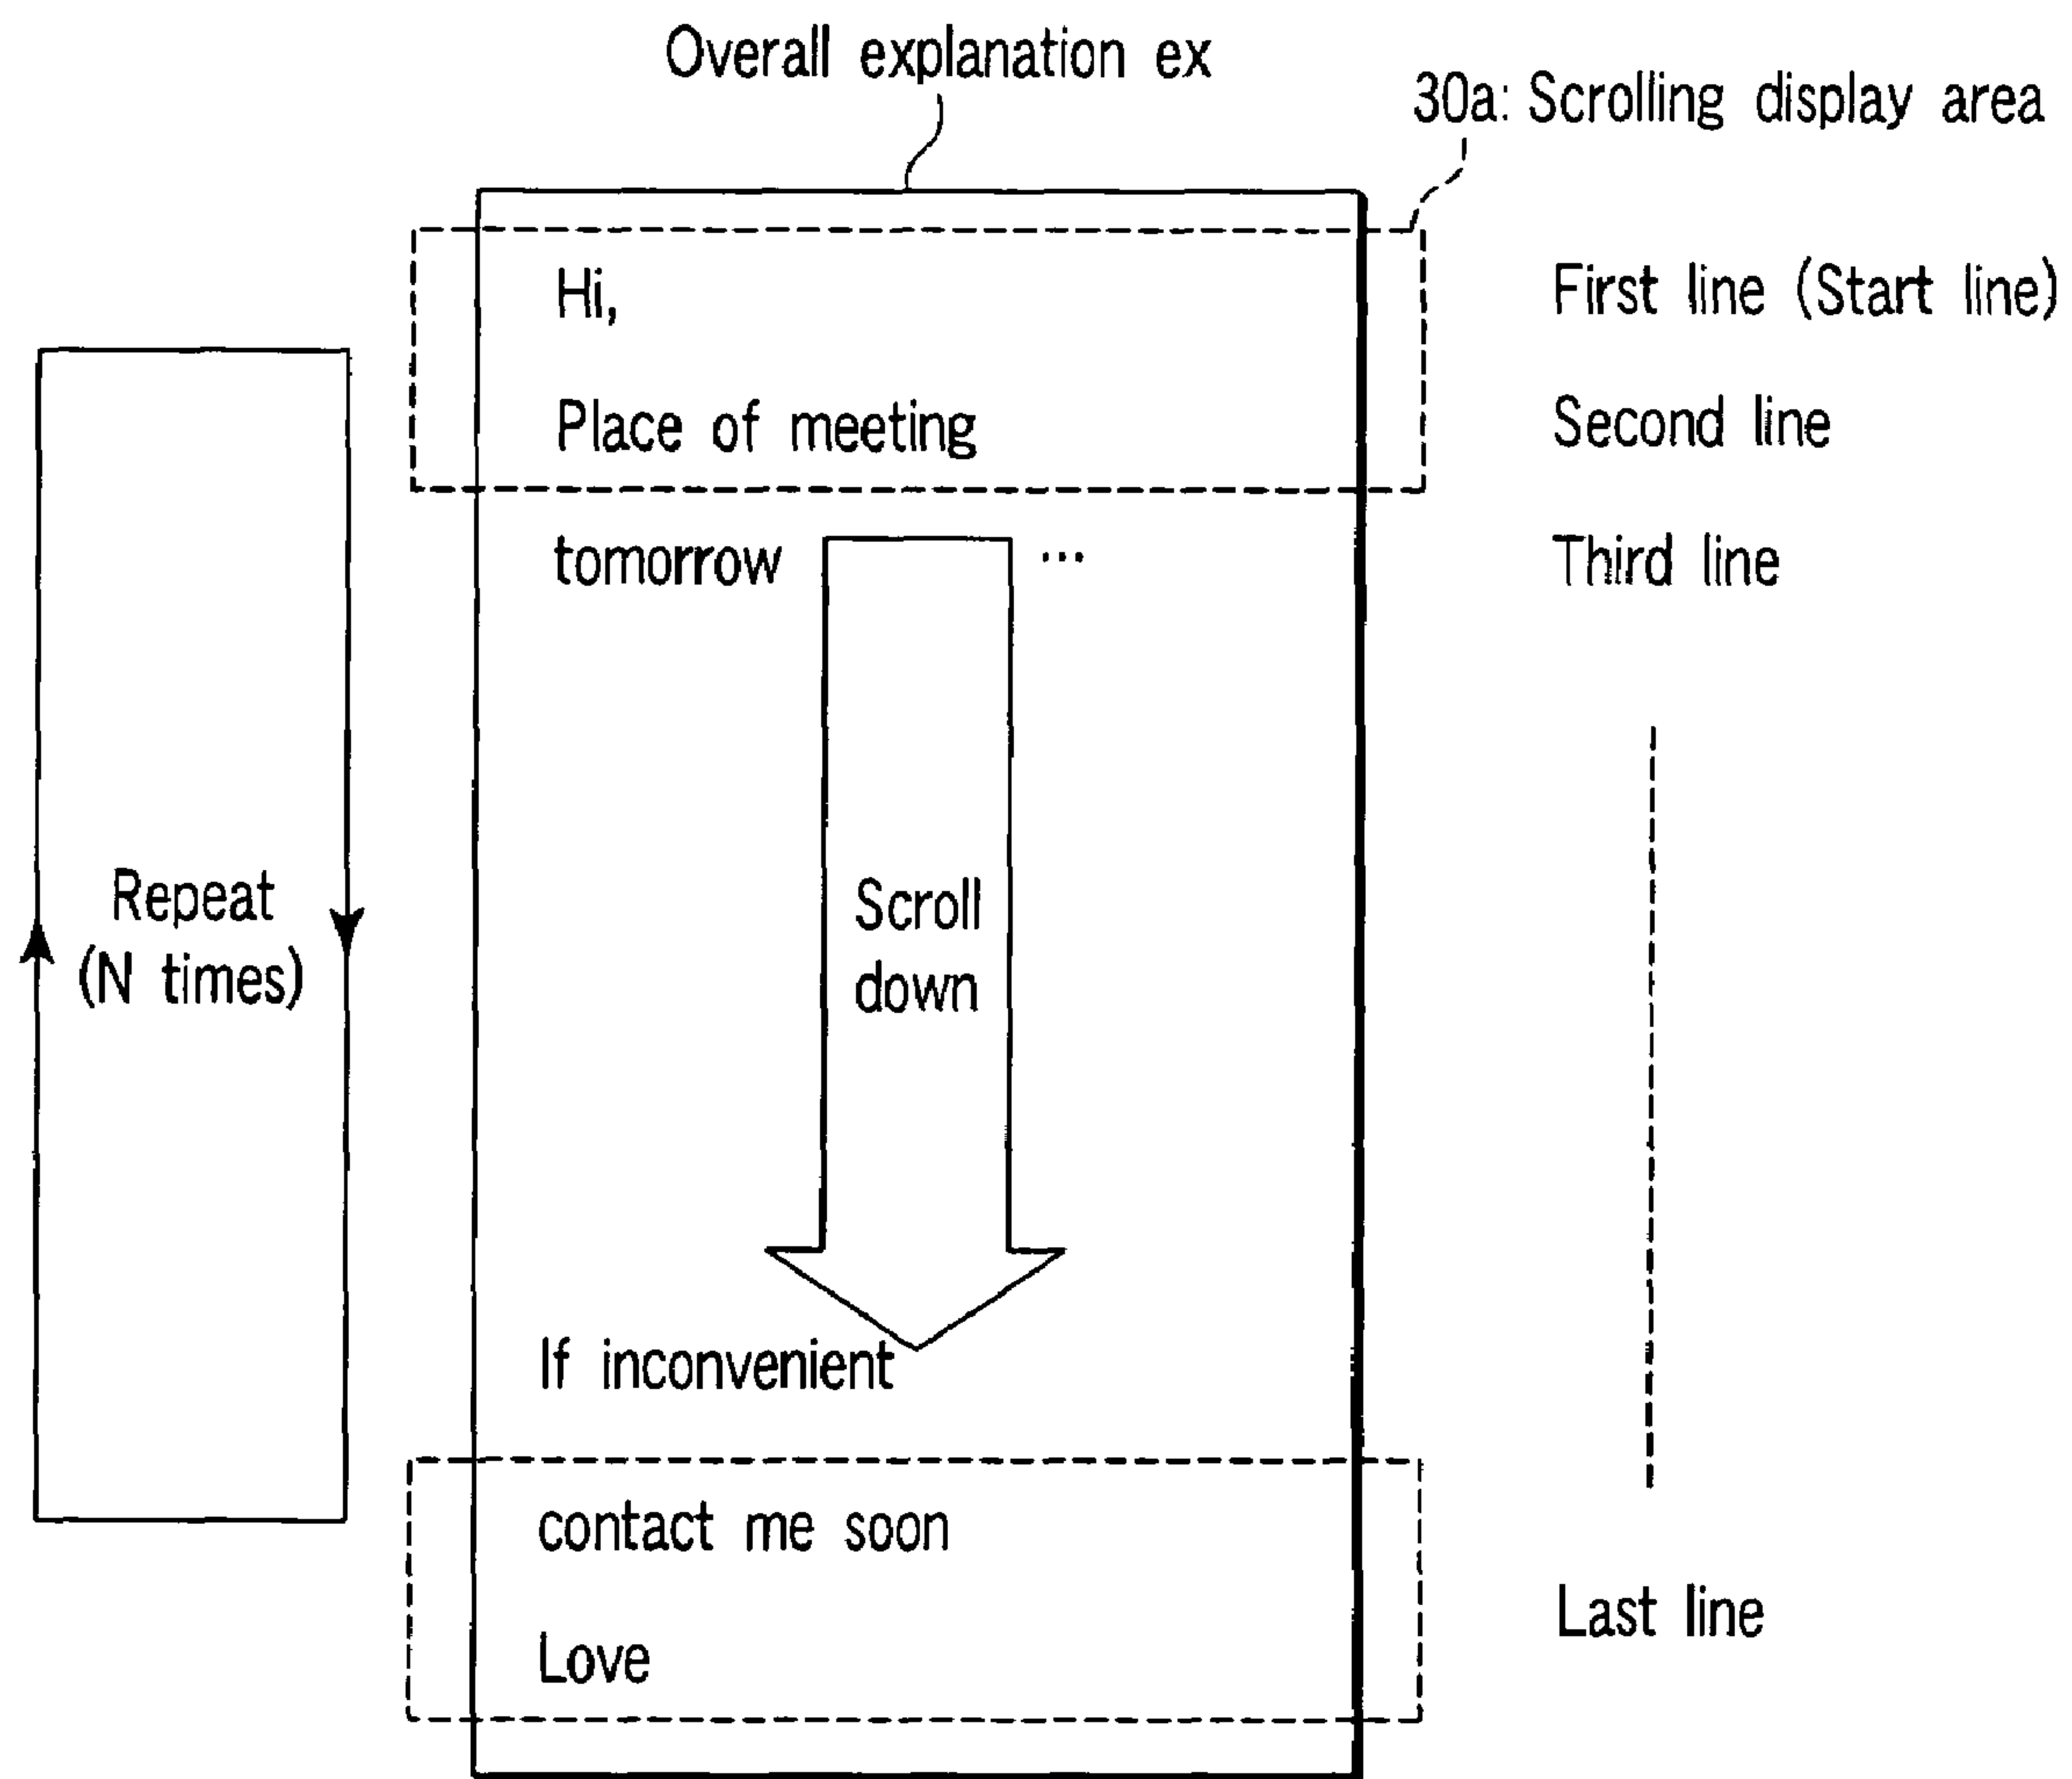 Overall explanation ex
30a: Scrolling display area
Hi,
First line (Start line)
Place of meeting
Second line
tomorrow ...
Third line
Repeat
(N times)
Scroll
down
If inconvenient
contact me soon
Last line
Love